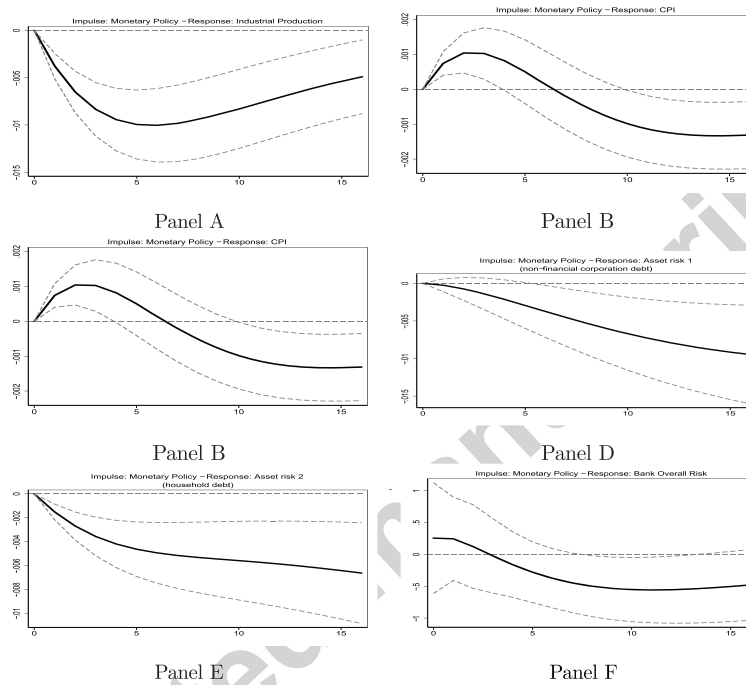 Impulse: Monetary Policy −Response: Industrial Production
0
-.005
-.01
-.015
0 5 10 15
Panel A
Impulse: Monetary Policy −Response: CPI
.002
.001
0
-.001
-.002
0 5 10 15
Panel B
Impulse: Monetary Policy −Response: CPI
.002
.001
0
-.001
-.002
0 5 10 15
Panel B
Impulse: Monetary Policy −Response: Asset risk 1
(non−financial corporation debt)
0
-.005
-.01
-.015
0 5 10 15
Panel D
Impulse: Monetary Policy −Response: Asset risk 2
(household debt)
0
-.002
-.004
-.006
-.008
-.01
0 5 10 15
Panel E
Impulse: Monetary Policy −Response: Bank Overall Risk
0
0 5 10 15
Panel F